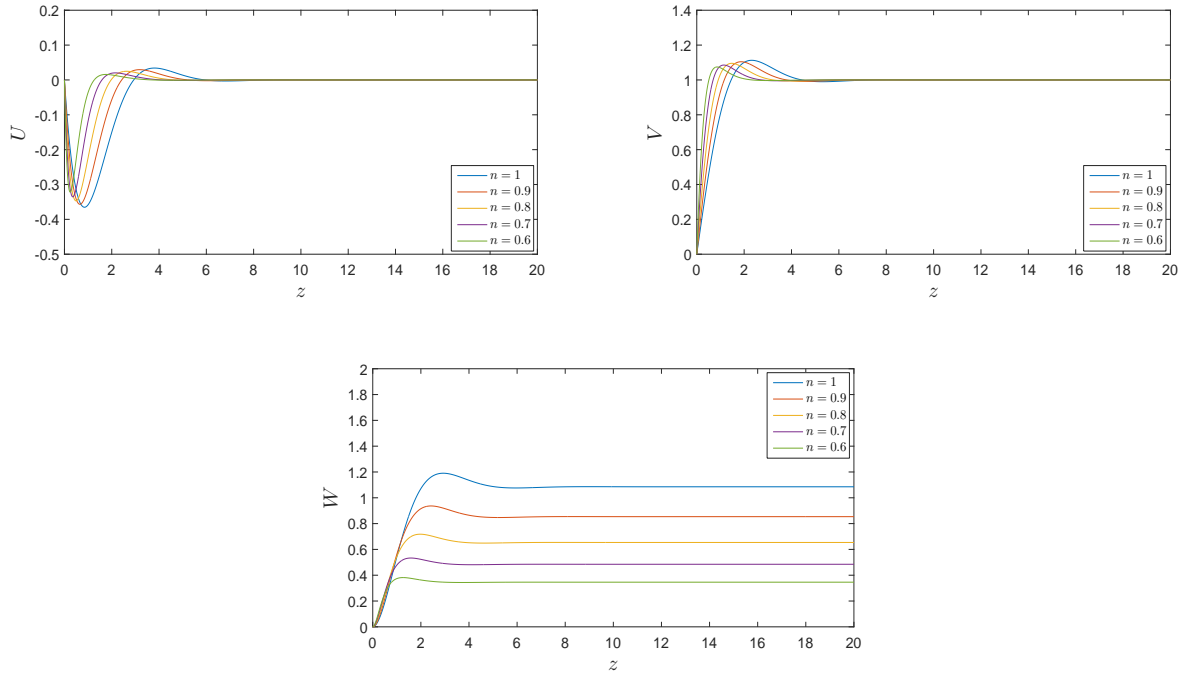 0.2
0.1
0
-0.1
-0.2
-0.3
-0.4
-0.5
U
0 2 4 6 8 10 12 14 16 18 20
z
n = 1
n = 0.9
n = 0.8
n = 0.7
n = 0.6
1.4
1.2
1
0.8
0.6
0.4
0.2
0
V
0 2 4 6 8 10 12 14 16 18 20
z
n = 1
n = 0.9
n = 0.8
n = 0.7
n = 0.6
2
1.8
1.6
1.4
1.2
1
0.8
0.6
0.4
0.2
0
W
0 2 4 6 8 10 12 14 16 18 20
z
n = 1
n = 0.9
n = 0.8
n = 0.7
n = 0.6